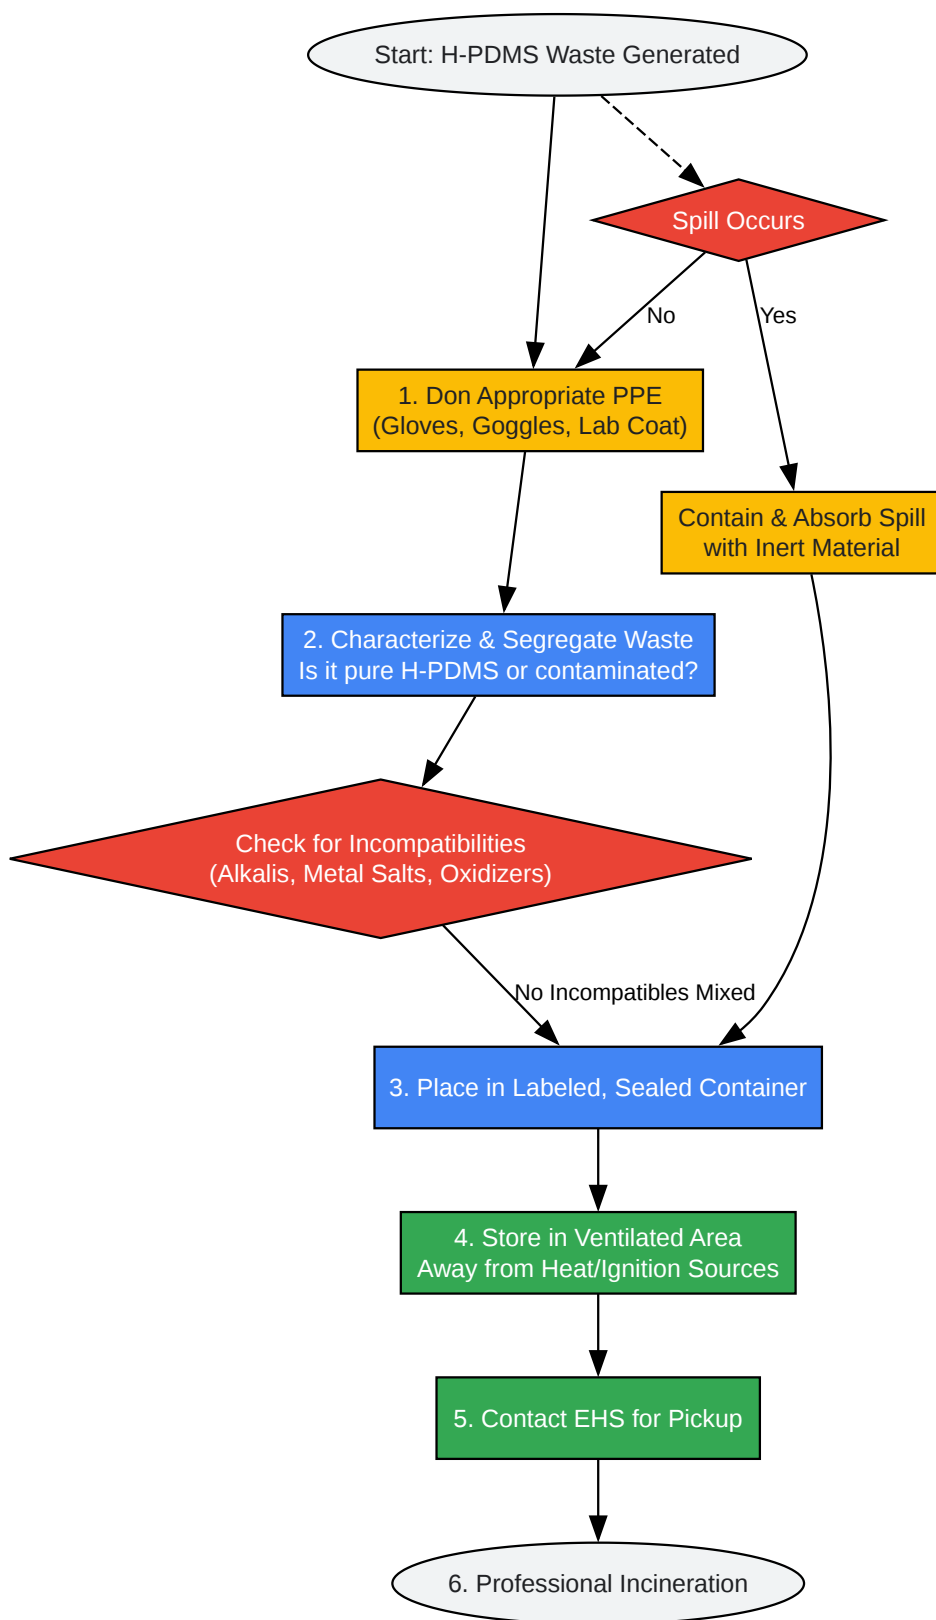 Start: H-PDMS Waste Generated
Spill Occurs
No
Yes
1. Don Appropriate PPE
(Gloves, Goggles, Lab Coat)
Contain & Absorb Spill
with Inert Material
2. Characterize & Segregate Waste
Is it pure H-PDMS or contaminated?
Check for Incompatibilities
(Alkalis, Metal Salts, Oxidizers)
No Incompatibles Mixed
3. Place in Labeled, Sealed Container
4. Store in Ventilated Area
Away from Heat/Ignition Sources
5. Contact EHS for Pickup
6. Professional Incineration